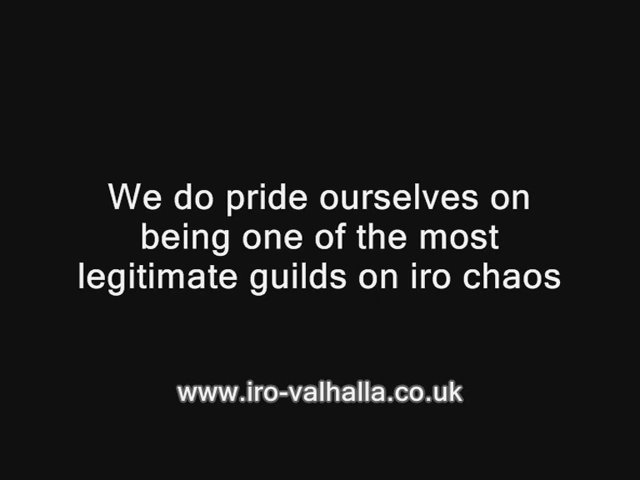 We do pride ourselves on
being one of the most
legitimate guilds on iro chaos
www.iro-valhalla.co.uk